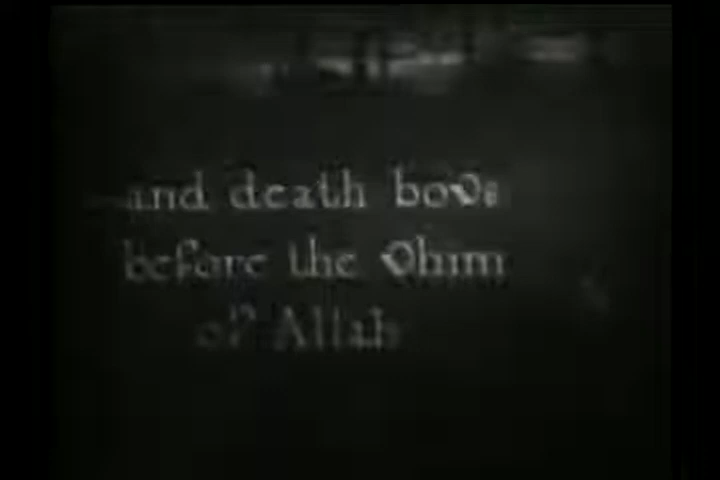 and death bows
before the whim
of Allah